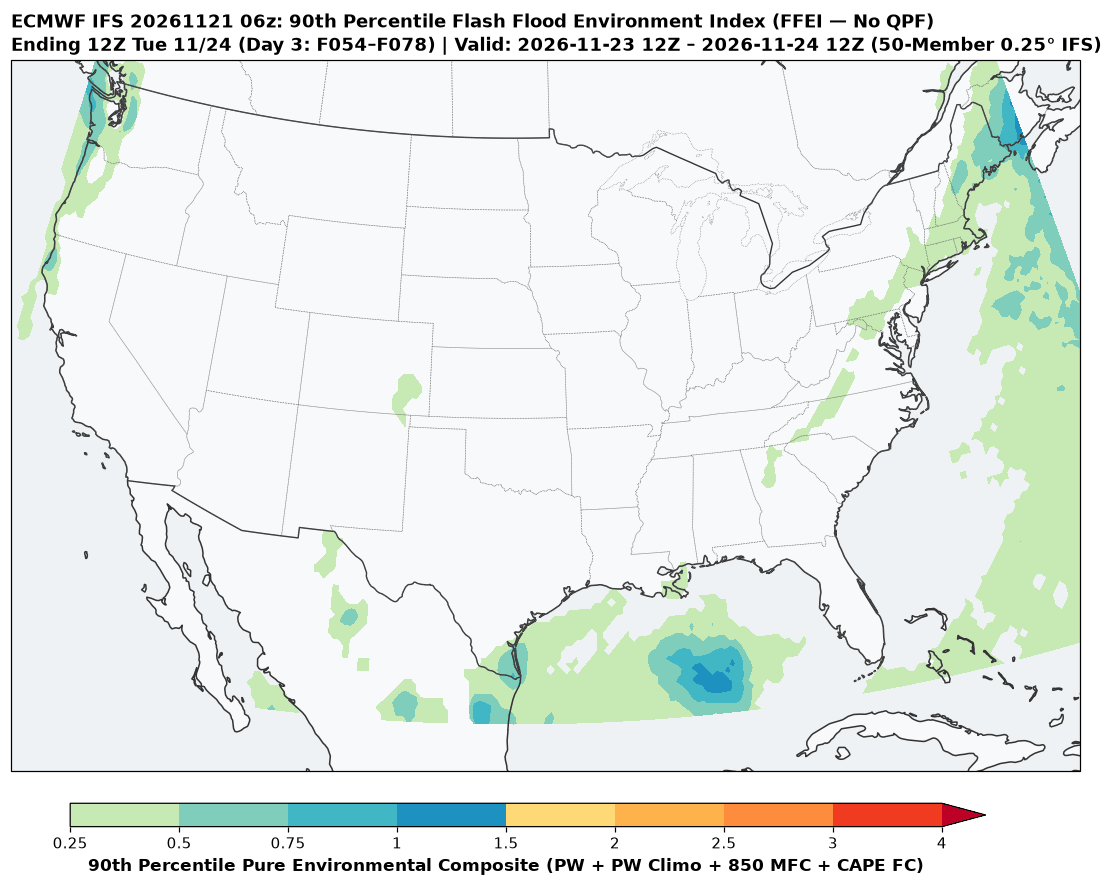 ECMWF IFS 20261121 06z: 90th Percentile Flash Flood Environment Index (FFEI — No QPF)
Ending 12Z Tue 11/24 (Day 3: F054–F078) | Valid: 2026-11-23 12Z – 2026-11-24 12Z (50-Member 0.25° IFS)
0.25 0.5 0.75 1 1.5 2 2.5 3 4
90th Percentile Pure Environmental Composite (PW + PW Climo + 850 MFC + CAPE FC)